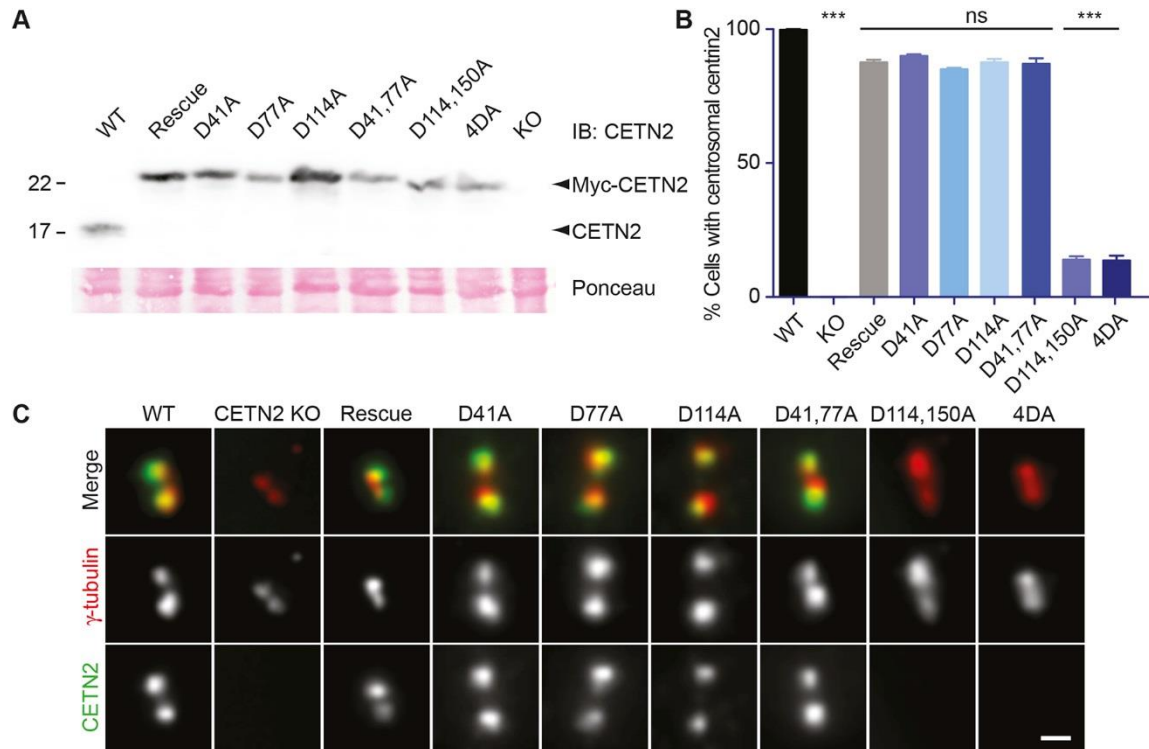 A
WT
Rescue
D41A
D77A
D114A
D41,77A
D114,150A
4DA
KO
IB: CETN2
22 -
Myc-CETN2
17 -
CETN2
Ponceau
B
% Cells with centrosomal centrin2
100
50
0
***
ns
***
WT
KO
Rescue
D41A
D77A
D114A
D41,77A
D114,150A
4DA
C
WT CETN2 KO Rescue D41A D77A D114A D41,77A D114,150A 4DA
Merge
γ-tubulin
CETN2